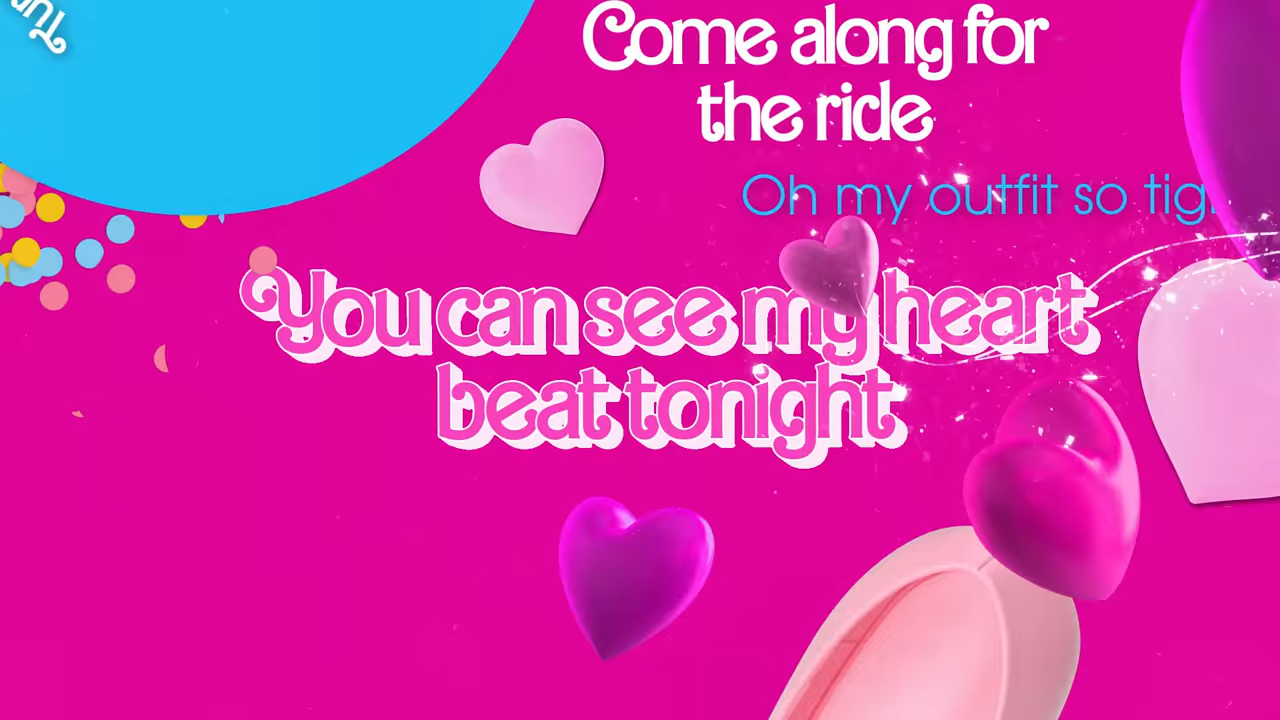 Come along for
the ride
Oh my outfit so
You can see my heart
beat tonight